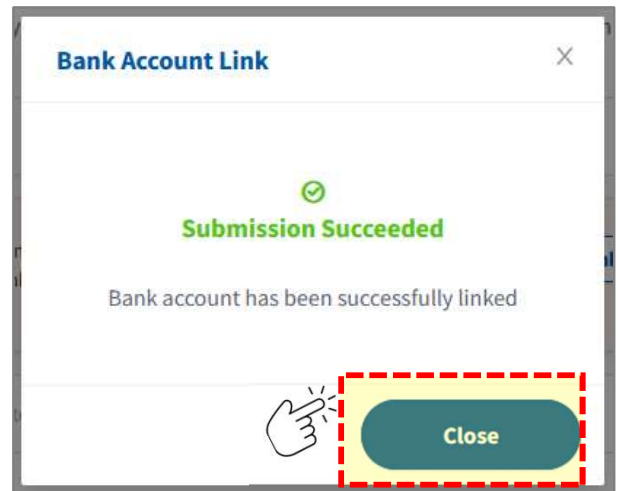 Bank Account Link
Submission Succeeded
Bank account has been successfully linked
Close